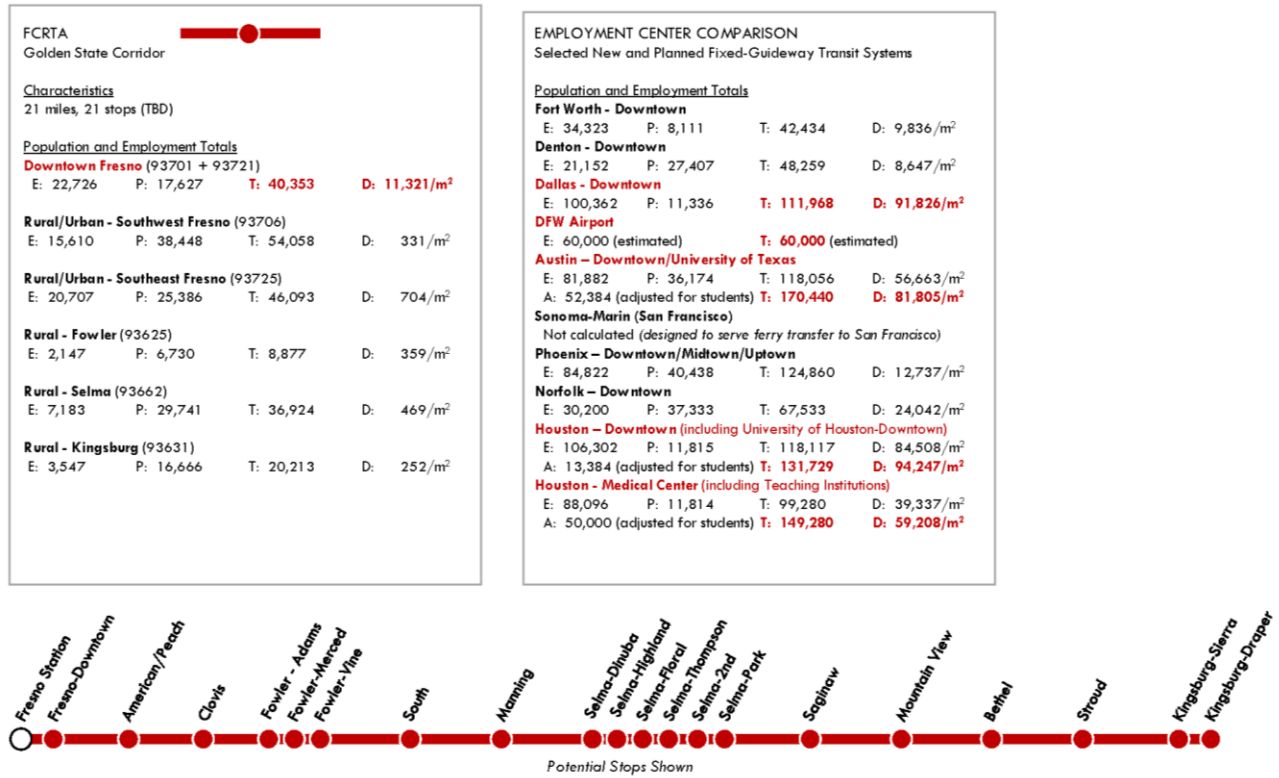 FCRTA
Golden State Corridor
Characteristics
21 miles, 21 stops (TBD)
Population and Employment Totals
Downtown Fresno (93701 + 93721)
E: 22,726 P: 17,627 T: 40,353 D: 11,321/m²
Rural/Urban - Southwest Fresno (93706)
E: 15,610 P: 38,448 T: 54,058 D: 331/m²
Rural/Urban - Southeast Fresno (93725)
E: 20,707 P: 25,386 T: 46,093 D: 704/m²
Rural - Fowler (93625)
E: 2,147 P: 6,730 T: 8,877 D: 359/m²
Rural - Selma (93662)
E: 7,183 P: 29,741 T: 36,924 D: 469/m²
Rural - Kingsburg (93631)
E: 3,547 P: 16,666 T: 20,213 D: 252/m²
EMPLOYMENT CENTER COMPARISON
Selected New and Planned Fixed-Guideway Transit Systems
Population and Employment Totals
Fort Worth - Downtown
E: 34,323 P: 8,111 T: 42,434 D: 9,836/m²
Denton - Downtown
E: 21,152 P: 27,407 T: 48,259 D: 8,647/m²
Dallas - Downtown
E: 100,362 P: 11,336 T: 111,968 D: 91,826/m²
DFW Airport
E: 60,000 (estimated) T: 60,000 (estimated)
Austin – Downtown/University of Texas
E: 81,882 P: 36,174 T: 118,056 D: 56,663/m²
A: 52,384 (adjusted for students) T: 170,440 D: 81,805/m²
Sonoma-Marin (San Francisco)
Not calculated (designed to serve ferry transfer to San Francisco)
Phoenix – Downtown/Midtown/Uptown
E: 84,822 P: 40,438 T: 124,860 D: 12,737/m²
Norfolk – Downtown
E: 30,200 P: 37,333 T: 67,533 D: 24,042/m²
Houston – Downtown (including University of Houston-Downtown)
E: 106,302 P: 11,815 T: 118,117 D: 84,508/m²
A: 13,384 (adjusted for students) T: 131,729 D: 94,247/m²
Houston - Medical Center (including Teaching Institutions)
E: 88,096 P: 11,814 T: 99,280 D: 39,337/m²
A: 50,000 (adjusted for students) T: 149,280 D: 59,208/m²
Fresno Station
Fresno-Downtown
American/Peach
Clovis
Fowler - Adams
Fowler-Merced
Fowler-Vine
South
Manning
Selma-Dinuba
Selma-Highland
Selma-Floral
Selma-Thompson
Selma-2nd
Selma-Park
Saginaw
Mountain View
Bethel
Stroud
Kingsburg-Sierra
Kingsburg-Draper
Potential Stops Shown